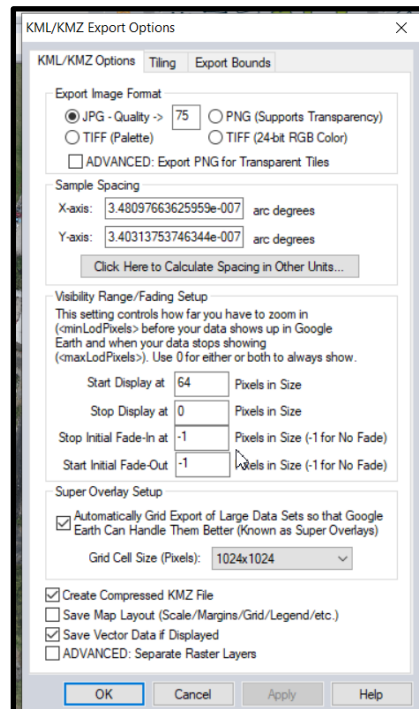 KML/KMZ Export Options
KML/KMZ Options Tiling Export Bounds
Export Image Format
JPG - Quality -> 75 PNG (Supports Transparency)
TIFF (Palette) TIFF (24-bit RGB Color)
ADVANCED: Export PNG for Transparent Tiles
Sample Spacing
X-axis: 3.48097663625959e-007 arc degrees
Y-axis: 3.40313753746344e-007 arc degrees
Click Here to Calculate Spacing in Other Units...
Visibility Range/Fading Setup
This setting controls how far you have to zoom in
(<minLodPixels> before your data shows up in Google
Earth and when your data stops showing
(<maxLodPixels>). Use 0 for either or both to always show.
Start Display at 64 Pixels in Size
Stop Display at 0 Pixels in Size
Stop Initial Fade-In at -1 Pixels in Size (-1 for No Fade)
Start Initial Fade-Out -1 Pixels in Size (-1 for No Fade)
Super Overlay Setup
Automatically Grid Export of Large Data Sets so that Google
Earth Can Handle Them Better (Known as Super Overlays)
Grid Cell Size (Pixels): 1024x1024
Create Compressed KMZ File
Save Map Layout (Scale/Margins/Grid/Legend/etc.)
Save Vector Data if Displayed
ADVANCED: Separate Raster Layers
OK Cancel Apply Help